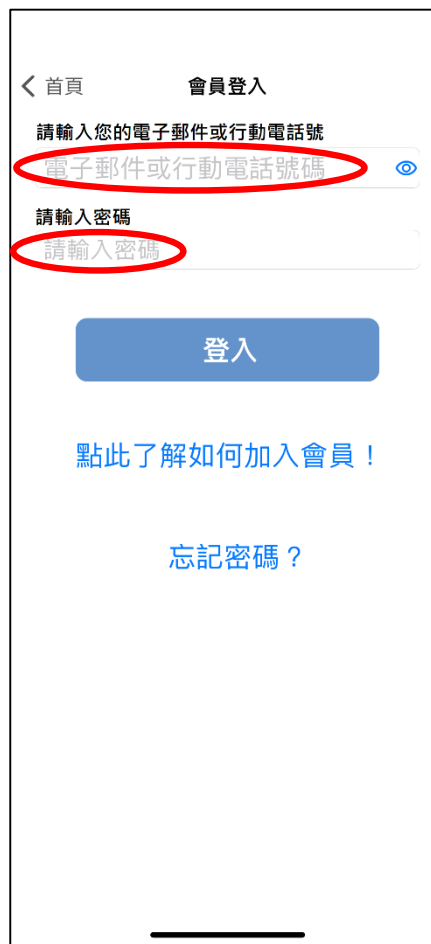 首頁 會員登入
請輸入您的電子郵件或行動電話號
電子郵件或行動電話號碼
請輸入密碼
請輸入密碼
登入
點此了解如何加入會員！
忘記密碼？